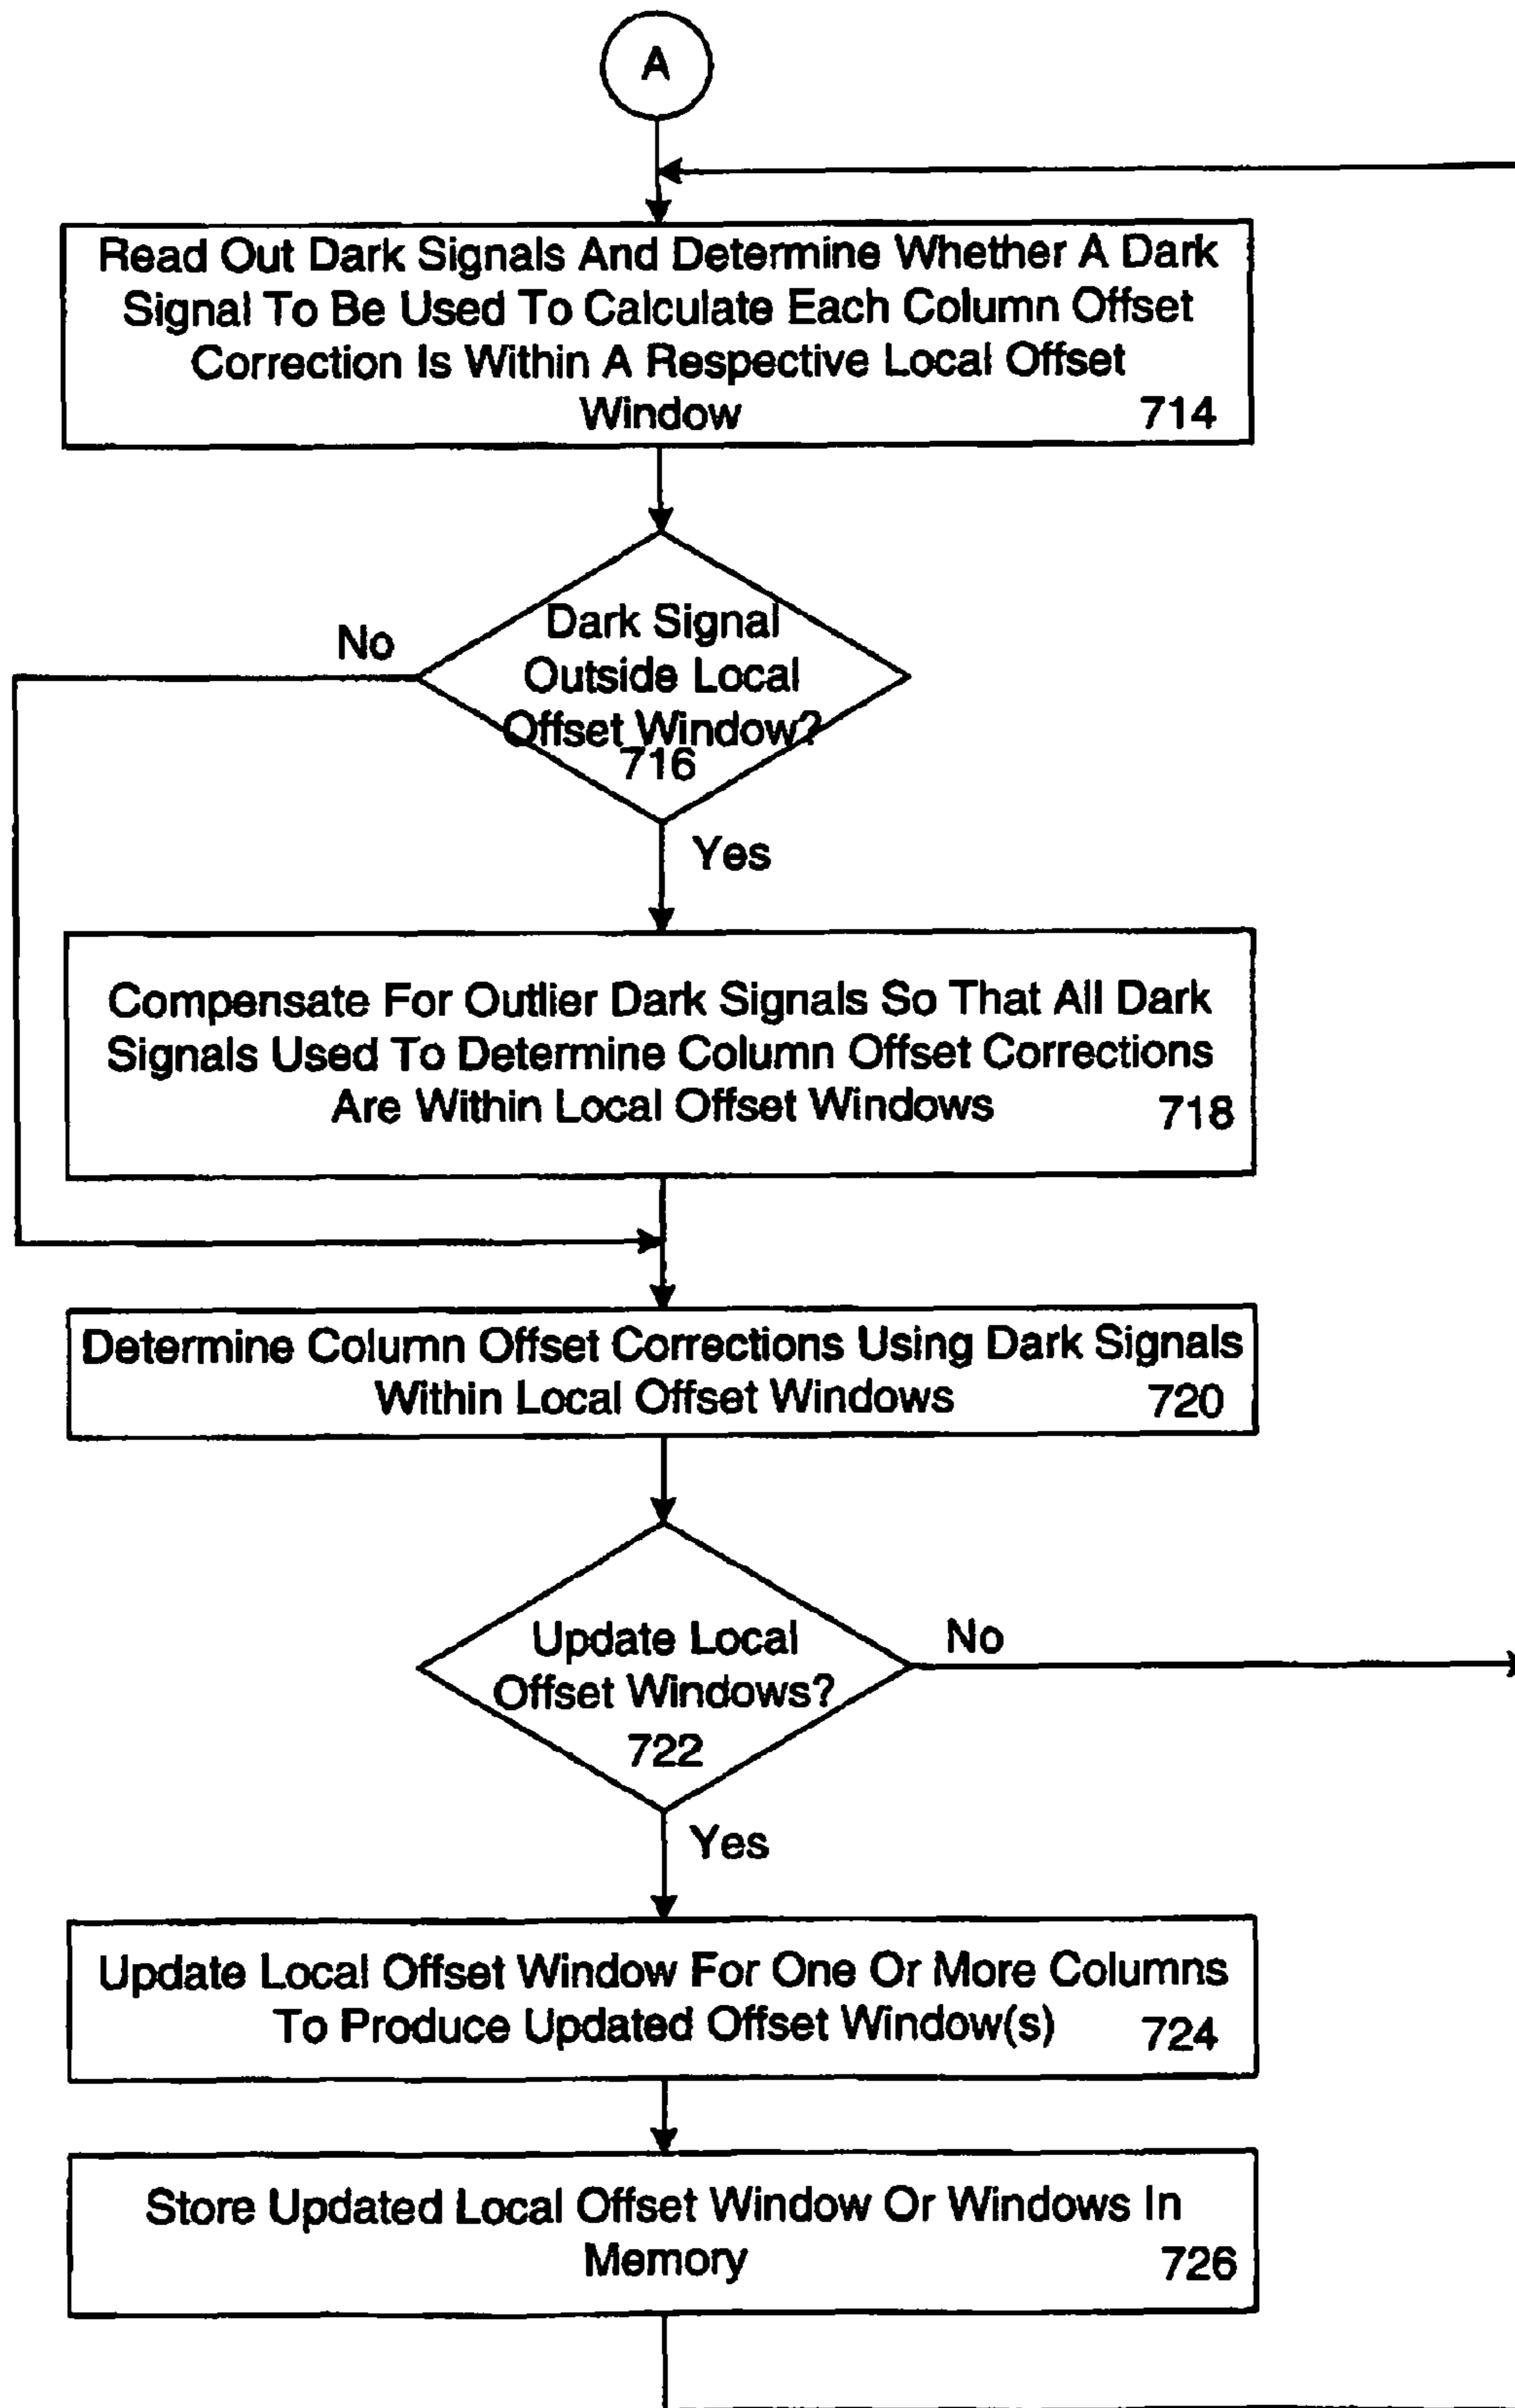 A
Read Out Dark Signals And Determine Whether A Dark
Signal To Be Used To Calculate Each Column Offset
Correction Is Within A Respective Local Offset
Window 714
No
Dark Signal
Outside Local
Offset Window?
716
Yes
Compensate For Outlier Dark Signals So That All Dark
Signals Used To Determine Column Offset Corrections
Are Within Local Offset Windows 718
Determine Column Offset Corrections Using Dark Signals
Within Local Offset Windows 720
Update Local
Offset Windows?
722
No
Yes
Update Local Offset Window For One Or More Columns
To Produce Updated Offset Window(s) 724
Store Updated Local Offset Window Or Windows In
Memory 726